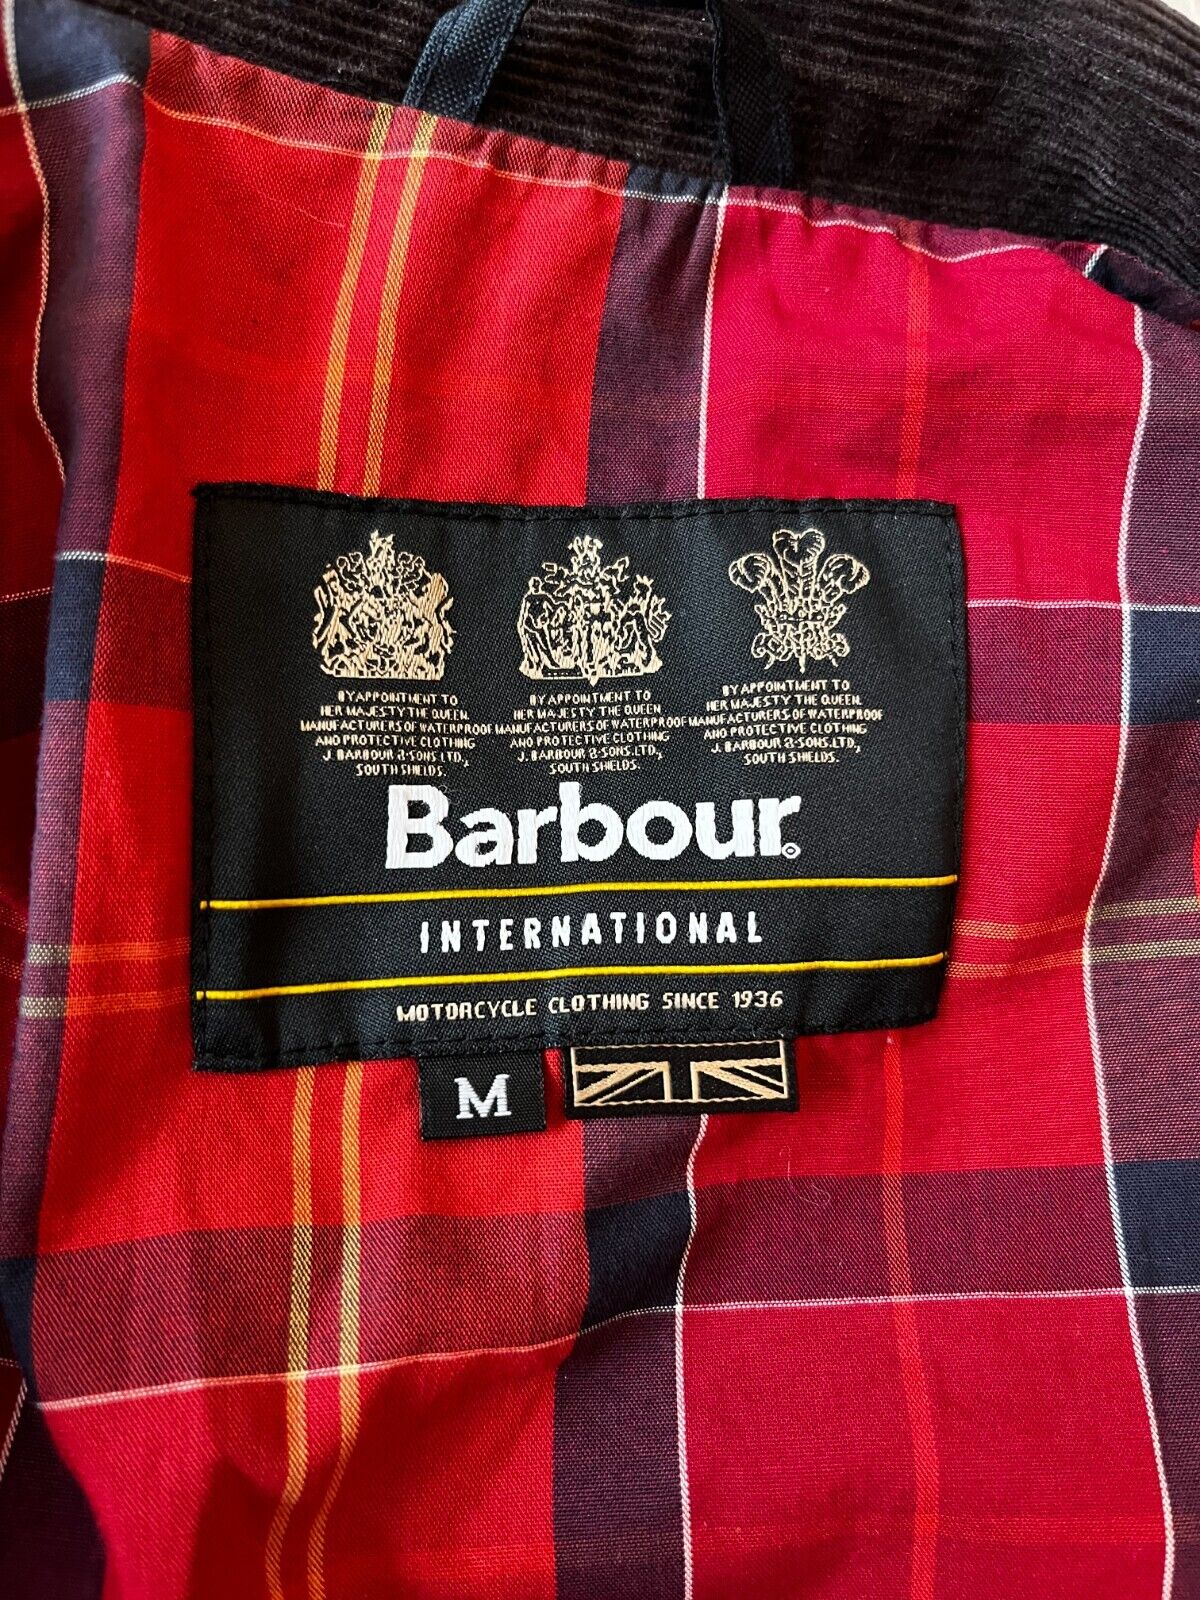 BY APPOINTMENT TO
HER MAJESTY THE QUEEN
MANUFACTURERS OF WATERPROOF
AND PROTECTIVE CLOTHING
J. BARBOUR & SONS LTD.,
SOUTH SHIELDS.
BY APPOINTMENT TO
HER MAJESTY THE QUEEN
MANUFACTURERS OF WATERPROOF
AND PROTECTIVE CLOTHING
J. BARBOUR & SONS LTD.,
SOUTH SHIELDS.
BY APPOINTMENT TO
HER MAJESTY THE QUEEN
MANUFACTURERS OF WATERPROOF
AND PROTECTIVE CLOTHING
J. BARBOUR & SONS LTD.,
SOUTH SHIELDS.
Barbour®
INTERNATIONAL
MOTORCYCLE CLOTHING SINCE 1936
M